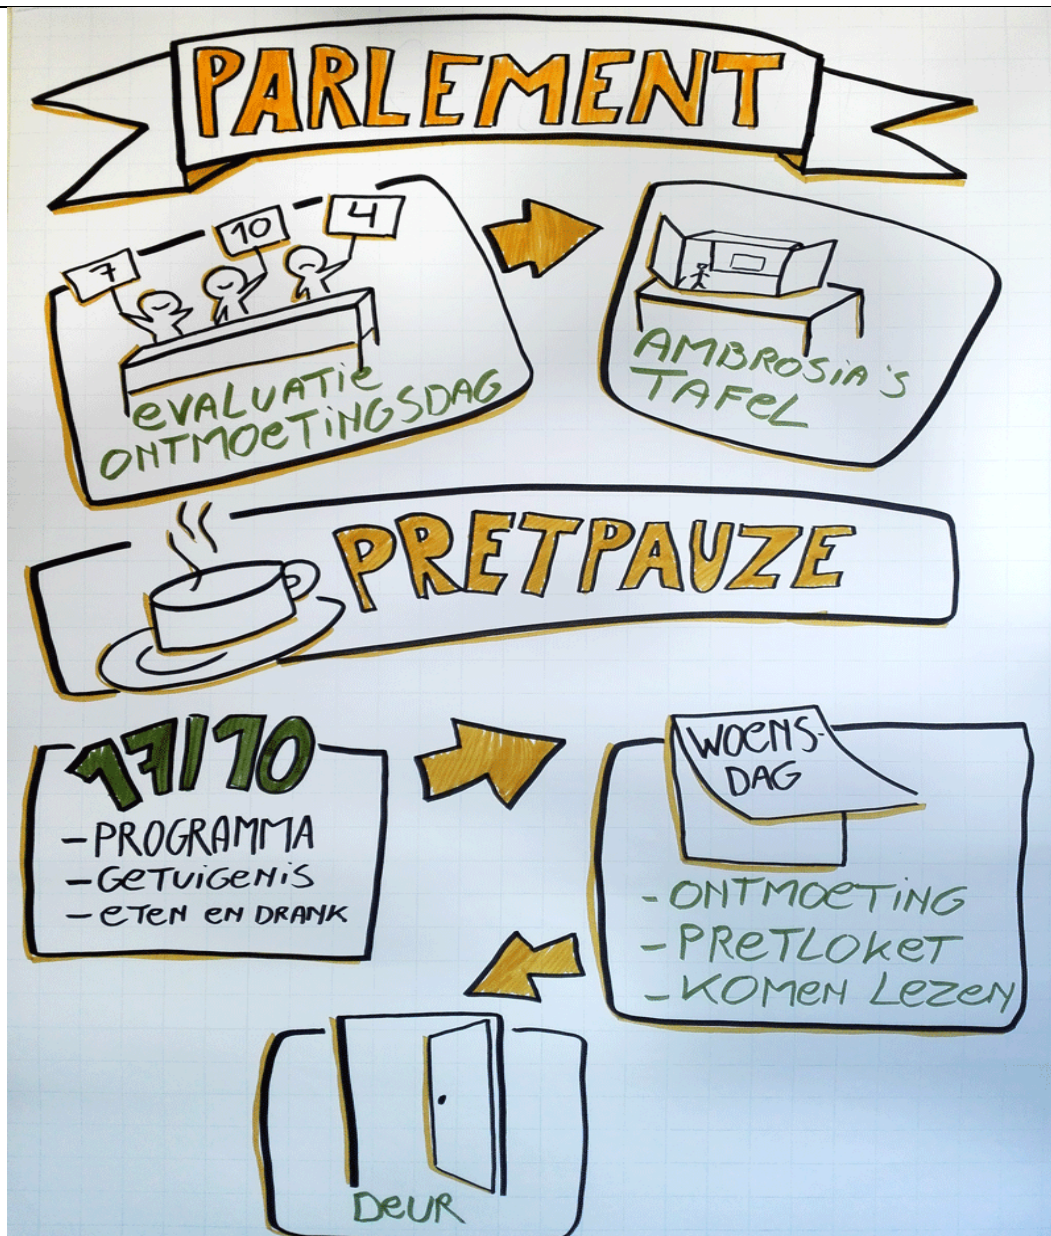 PARLEMENT
7
10
4
EVALUATIE
ONTMOETINGSDAG
AMBROSIA'S
TAFEL
PRETPAUZE
17/10
- PROGRAMMA
- GETUIGENIS
- ETEN EN DRANK
WOENS-
DAG
- ONTMOETING
- PRETLOKET
- KOMEN LEZEN
DEUR